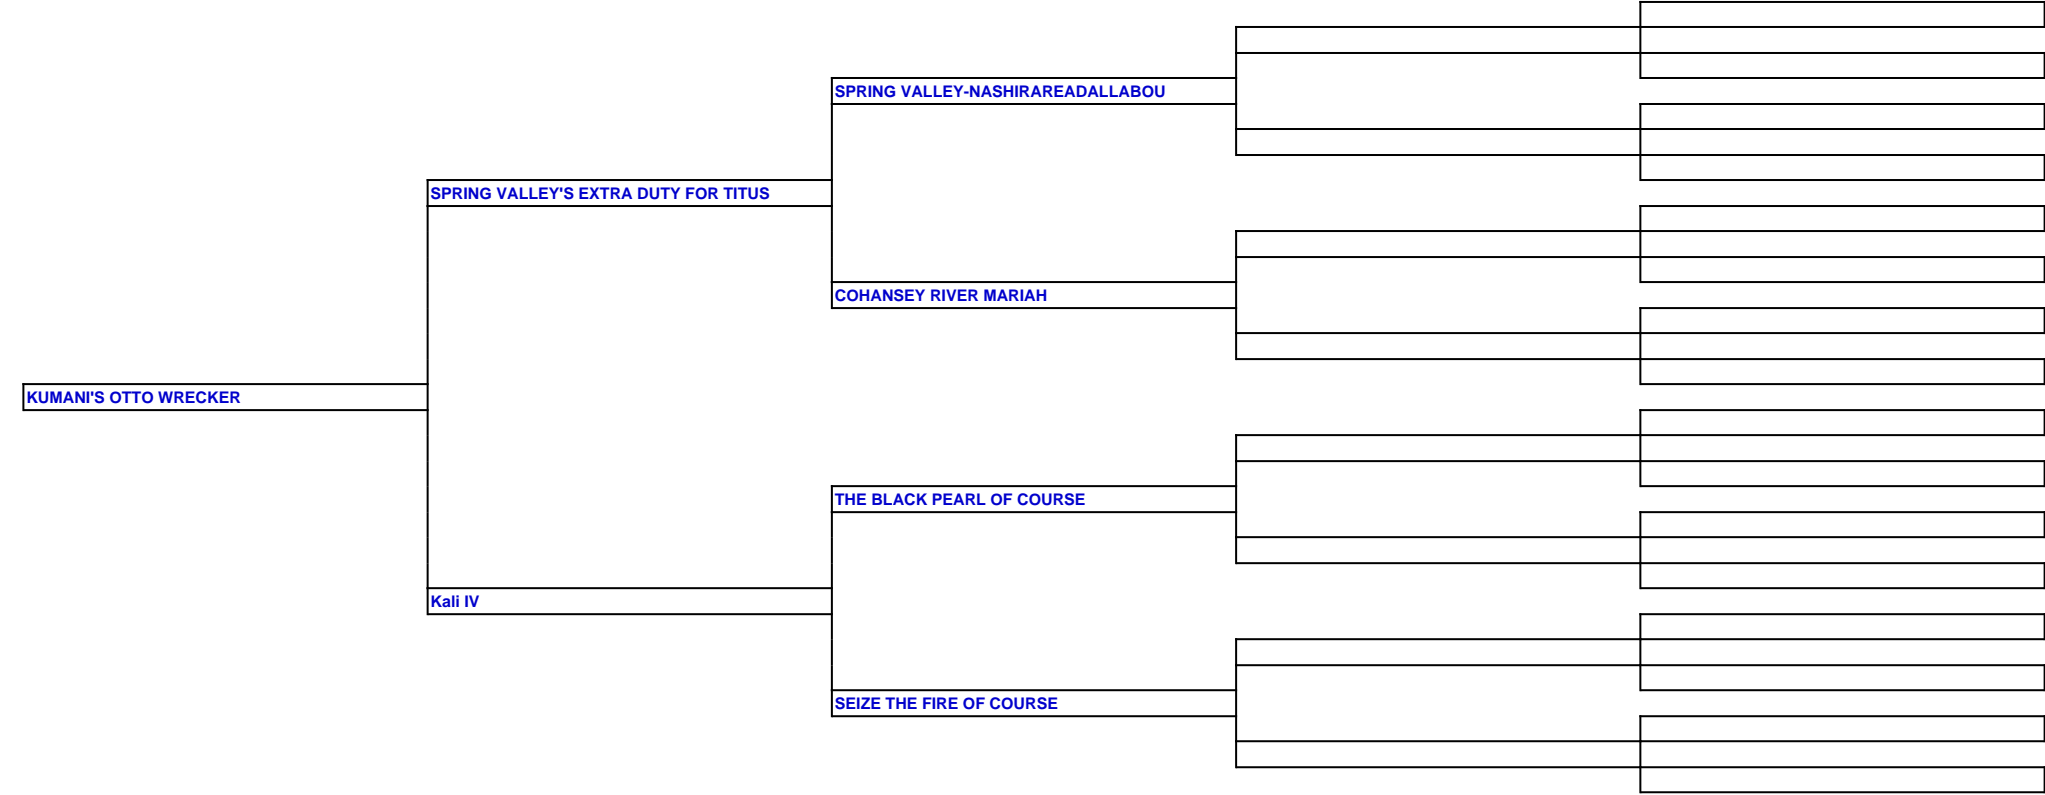 SPRING VALLEY-NASHIRAREADALLABOU
SPRING VALLEY'S EXTRA DUTY FOR TITUS
COHANSEY RIVER MARIAH
KUMANI'S OTTO WRECKER
THE BLACK PEARL OF COURSE
Kali IV
SEIZE THE FIRE OF COURSE